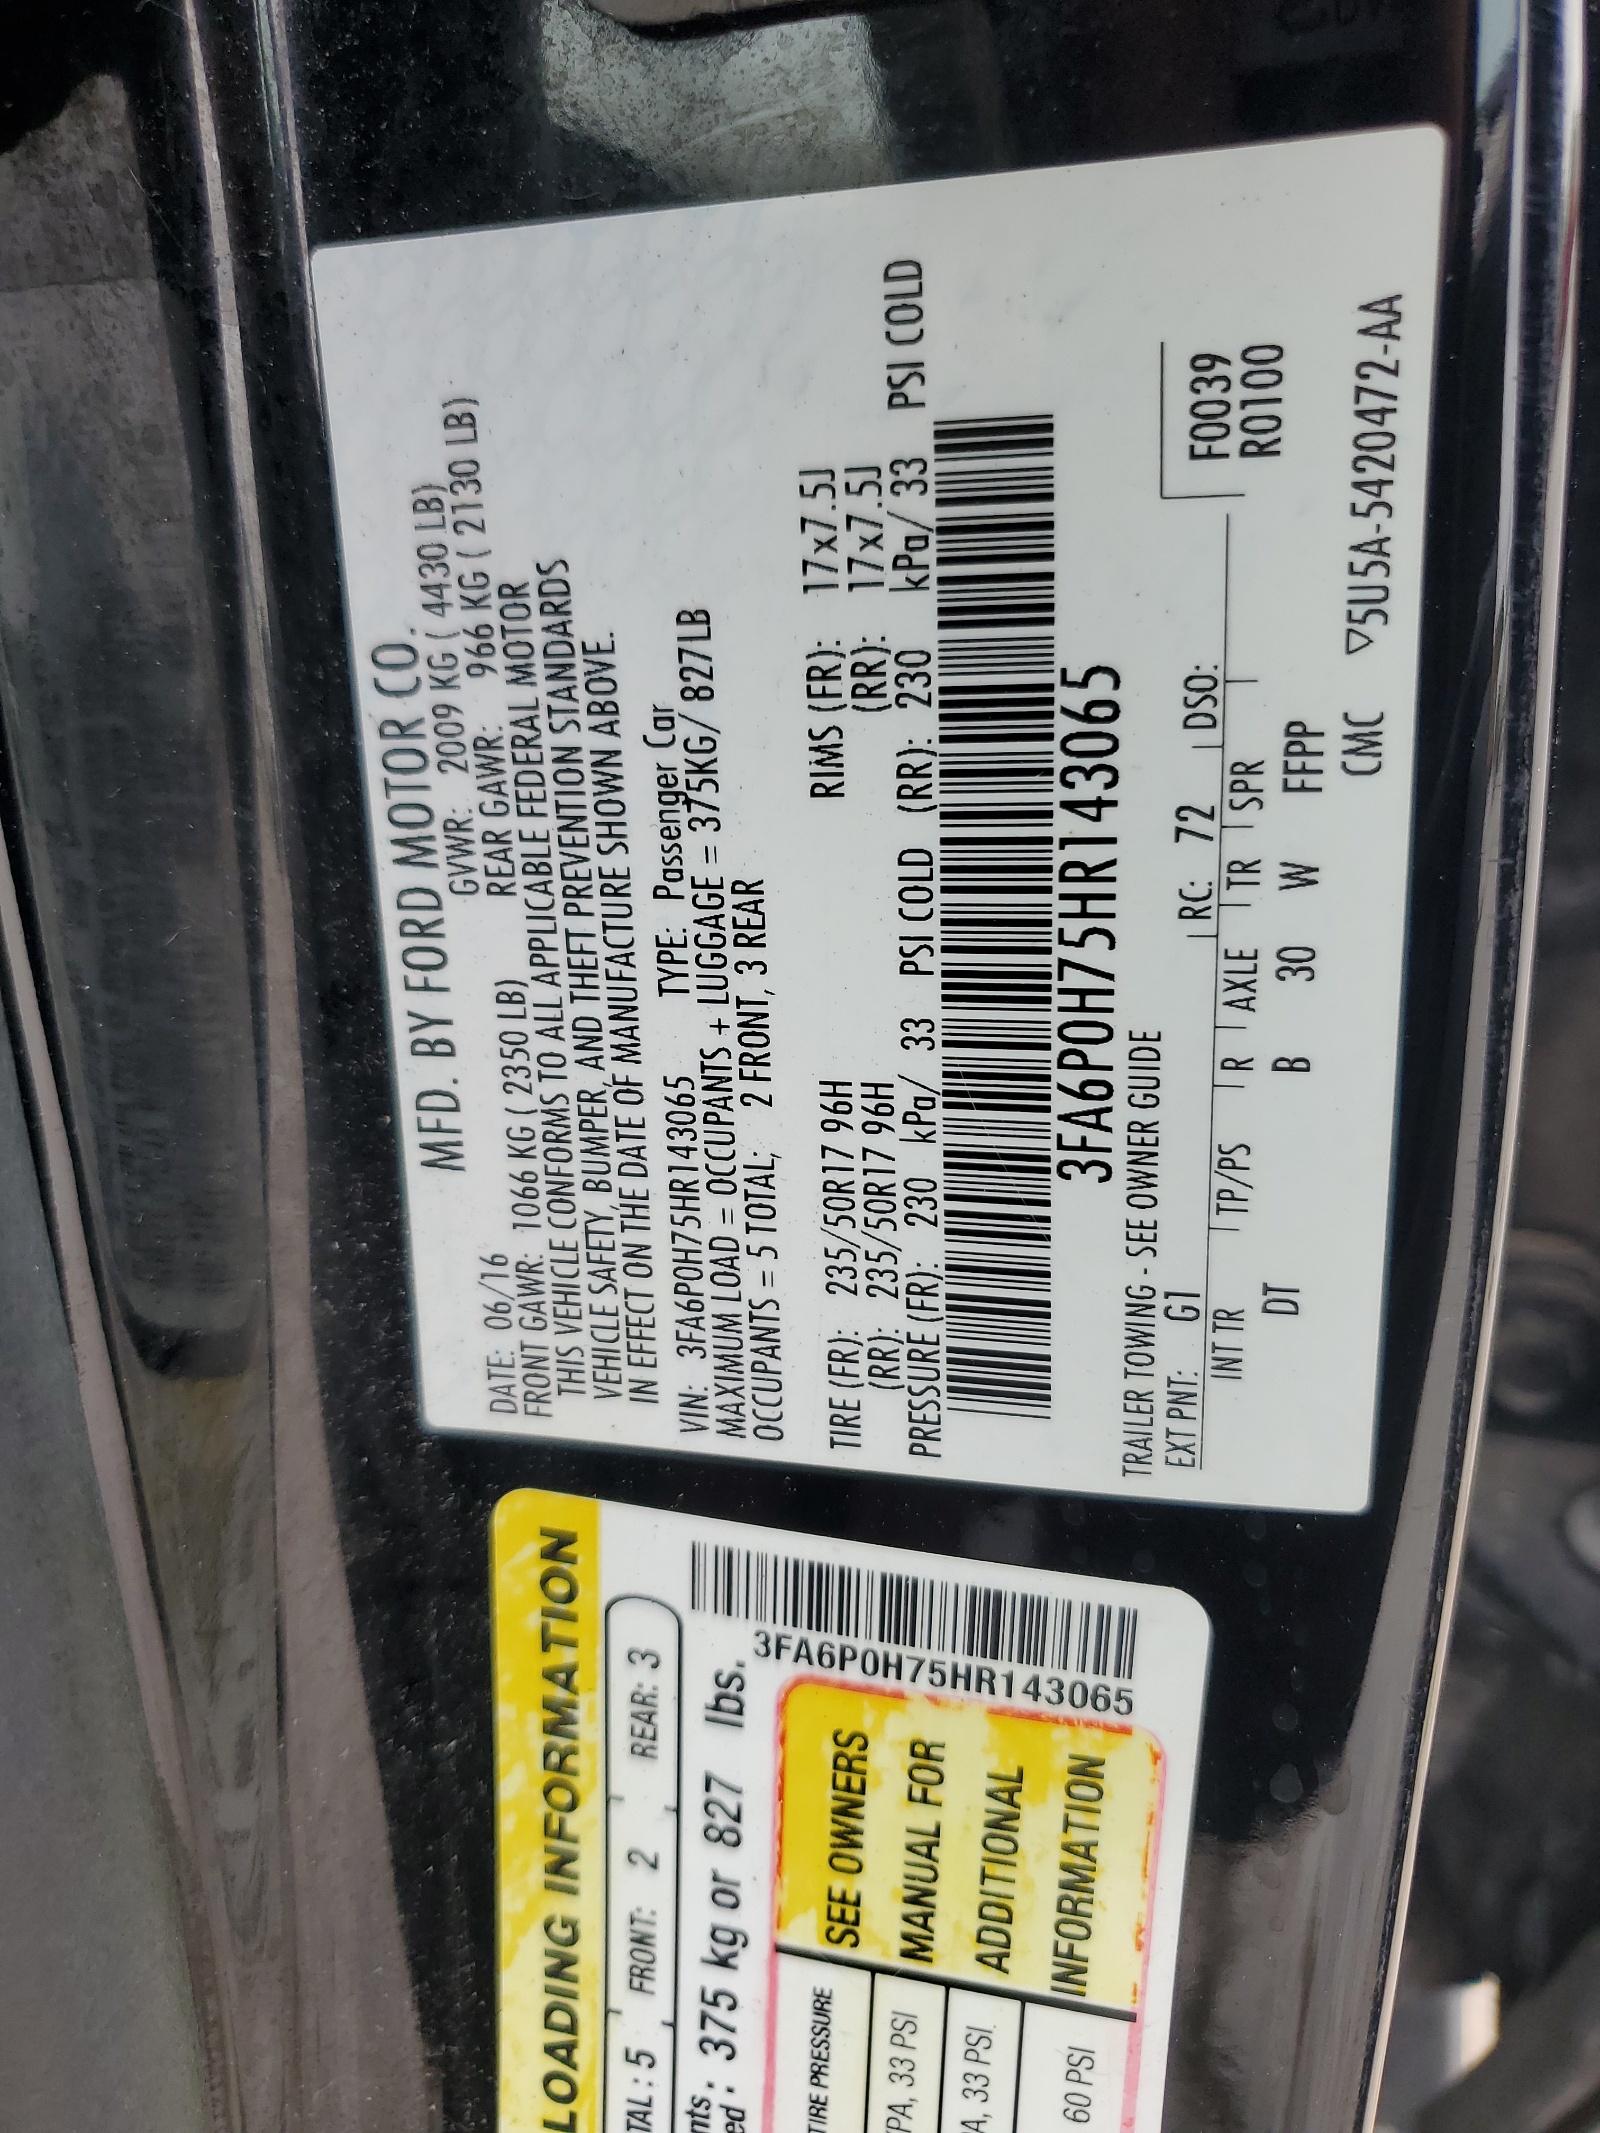 MFD. BY FORD MOTOR CO.
DATE: 06/16 GVWR: 2009 KG ( 4430 LB)
FRONT GAWR: 1066 KG ( 2350 LB) REAR GAWR: 966 KG ( 2130 LB)
THIS VEHICLE CONFORMS TO ALL APPLICABLE FEDERAL MOTOR
VEHICLE SAFETY, BUMPER, AND THEFT PREVENTION STANDARDS
IN EFFECT ON THE DATE OF MANUFACTURE SHOWN ABOVE.
VIN: 3FA6P0H75HR143065 TYPE: Passenger Car
MAXIMUM LOAD = OCCUPANTS + LUGGAGE = 375KG/ 827LB
OCCUPANTS = 5 TOTAL; 2 FRONT, 3 REAR
TIRE (FR): 235/50R17 96H RIMS (FR): 17x7.5J
(RR): 235/50R17 96H (RR): 17x7.5J
PRESSURE (FR): 230 kPa/ 33 PSI COLD (RR): 230 kPa/ 33 PSI COLD
3FA6P0H75HR143065
TRAILER TOWING - SEE OWNER GUIDE
EXT PNT: G1 RC: 72 DSO:
INT TR TP/PS R AXLE TR SPR
F0039
R0100
DT B 30 W FFPP
CMC ▽5U5A-5420472-AA
LOADING INFORMATION
TAL : 5 FRONT: 2 REAR: 3
nts .
ed . 375 kg or 827 lbs.
3FA6P0H75HR143065
TIRE PRESSURE
PA, 33 PSI
A, 33 PSI
60 PSI
SEE OWNERS
MANUAL FOR
ADDITIONAL
INFORMATION